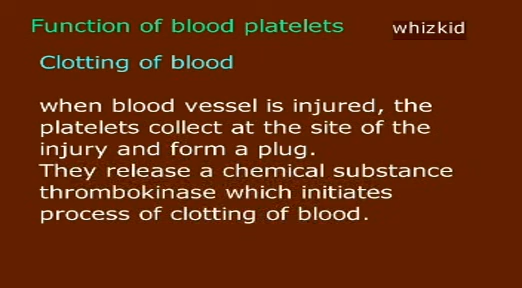 Function of blood platelets
whizkid
Clotting of blood
when blood vessel is injured, the
platelets collect at the site of the
injury and form a plug.
They release a chemical substance
thrombokinase which initiates
process of clotting of blood.